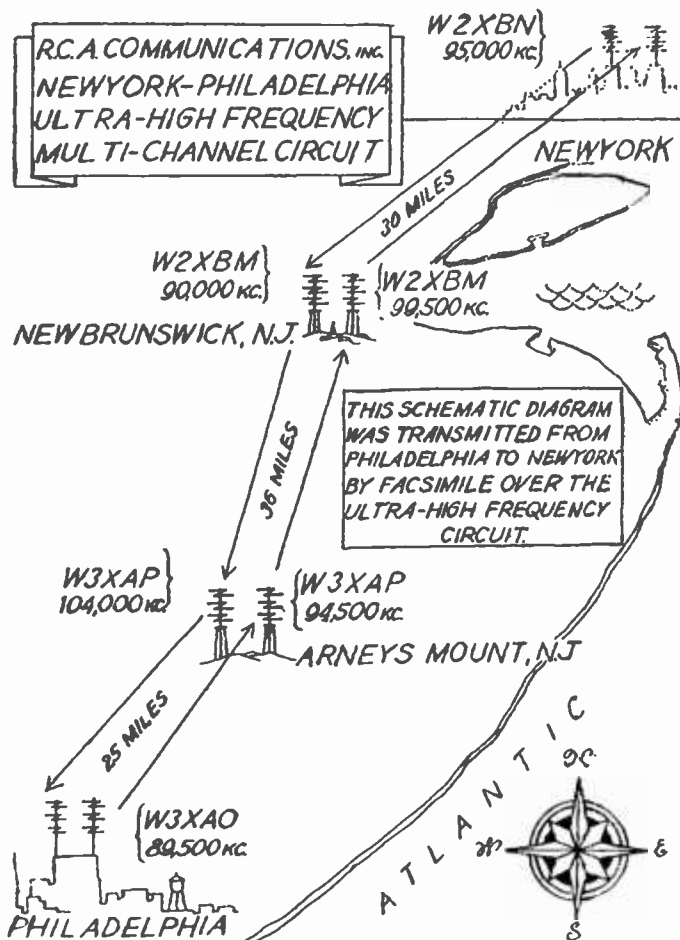 R.C.A. COMMUNICATIONS, INC.
NEWYORK-PHILADELPHIA
ULTRA-HIGH FREQUENCY
MULTI-CHANNEL CIRCUIT
W2XBN
95,000 KC.
NEWYORK
30 MILES
W2XBM
90,000 KC.
W2XBM
99,500 KC.
NEWBRUNSWICK, N.J.
36 MILES
THIS SCHEMATIC DIAGRAM
WAS TRANSMITTED FROM
PHILADELPHIA TO NEWYORK
BY FACSIMILE OVER THE
ULTRA-HIGH FREQUENCY
CIRCUIT.
W3XAP
104,000 KC.
W3XAP
94,500 KC.
ARNEYS MOUNT, N.J
25 MILES
W3XAO
89,500 KC.
PHILADELPHIA
ATLANTIC
N
W
E
S